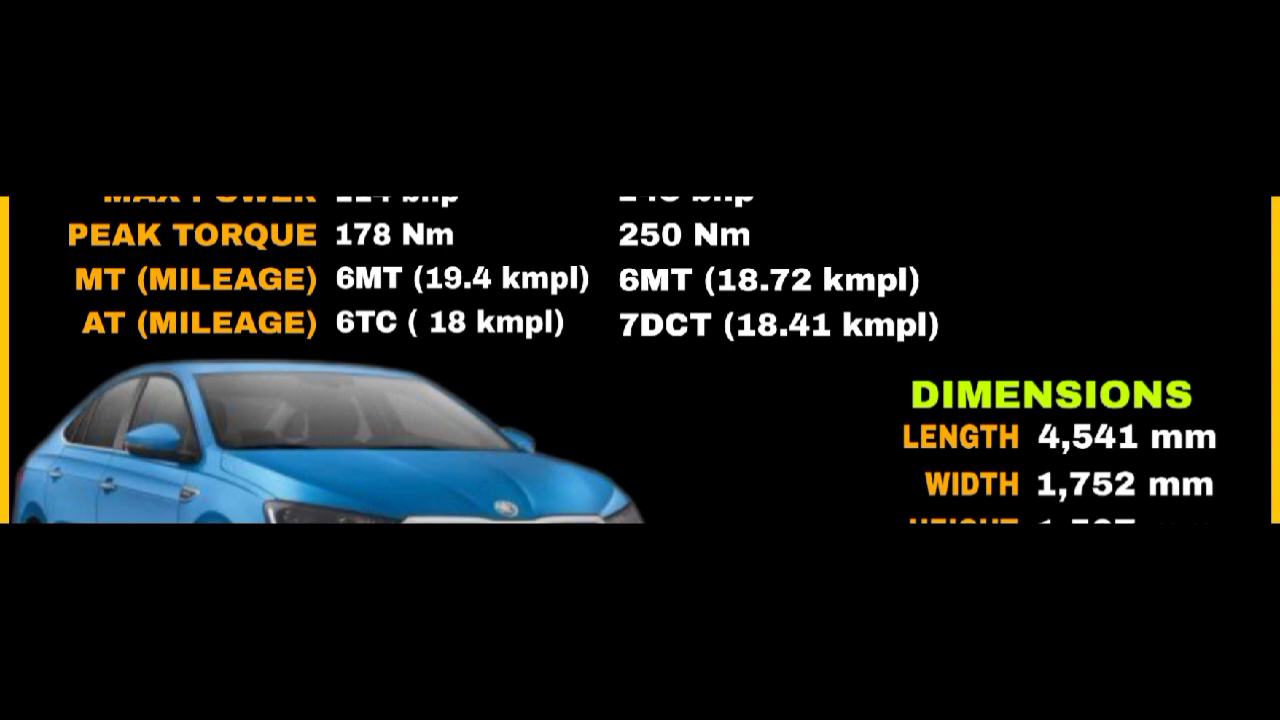 PEAK TORQUE 178 Nm 250 Nm
MT (MILEAGE) 6MT (19.4 kmpl) 6MT (18.72 kmpl)
AT (MILEAGE) 6TC ( 18 kmpl) 7DCT (18.41 kmpl)
DIMENSIONS
LENGTH 4,541 mm
WIDTH 1,752 mm